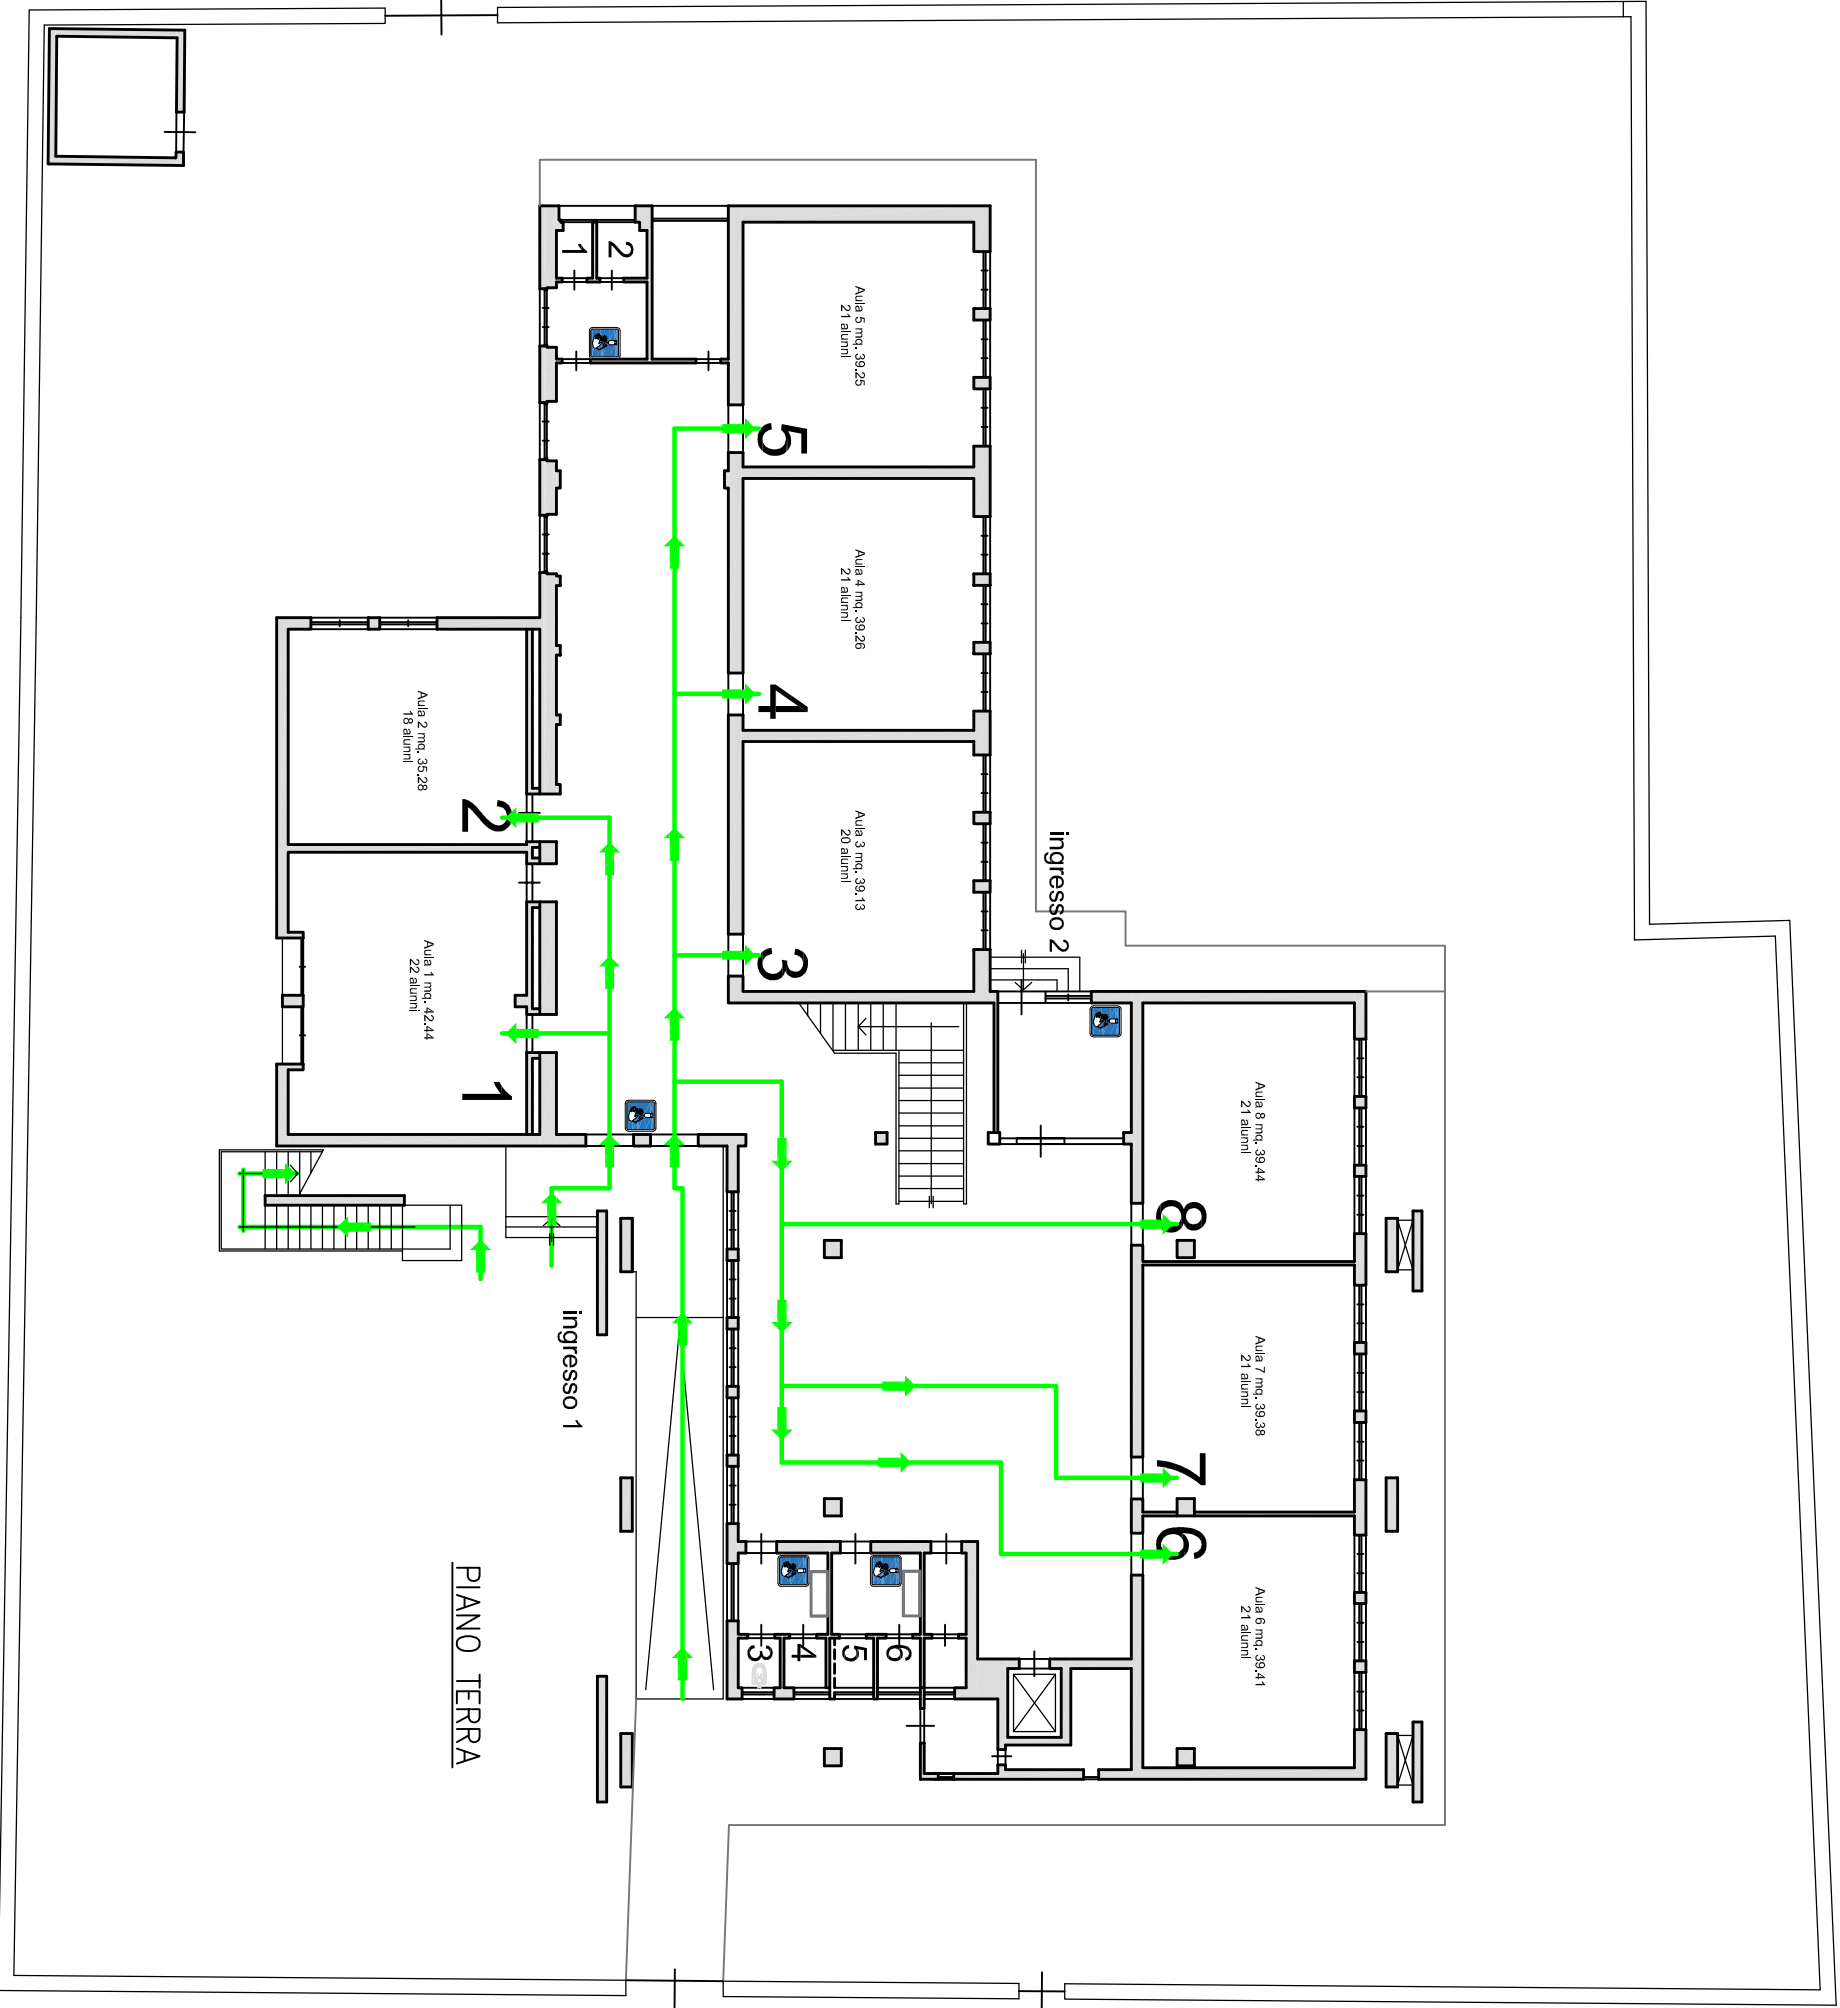 1
2
Aula 5 mq. 39.25
21 alunni
5
Aula 4 mq. 39.26
21 alunni
4
Aula 3 mq. 39.13
20 alunni
3
Aula 2 mq. 35.28
18 alunni
2
Aula 1 mq. 42.44
22 alunni
1
ingresso 2
Aula 8 mq. 39.44
21 alunni
8
Aula 7 mq. 39.38
21 alunni
7
Aula 6 mq. 39.41
21 alunni
6
ingresso 1
3
4
5
6
PIANO TERRA